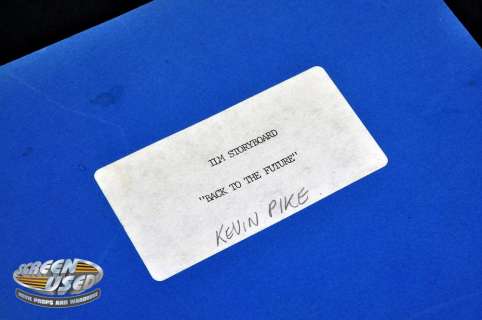 ILM STORYBOARD
"BACK TO THE FUTURE"
KEVIN PIKE
SCREEN
USED
MOVIE PROPS AND WARDROBE